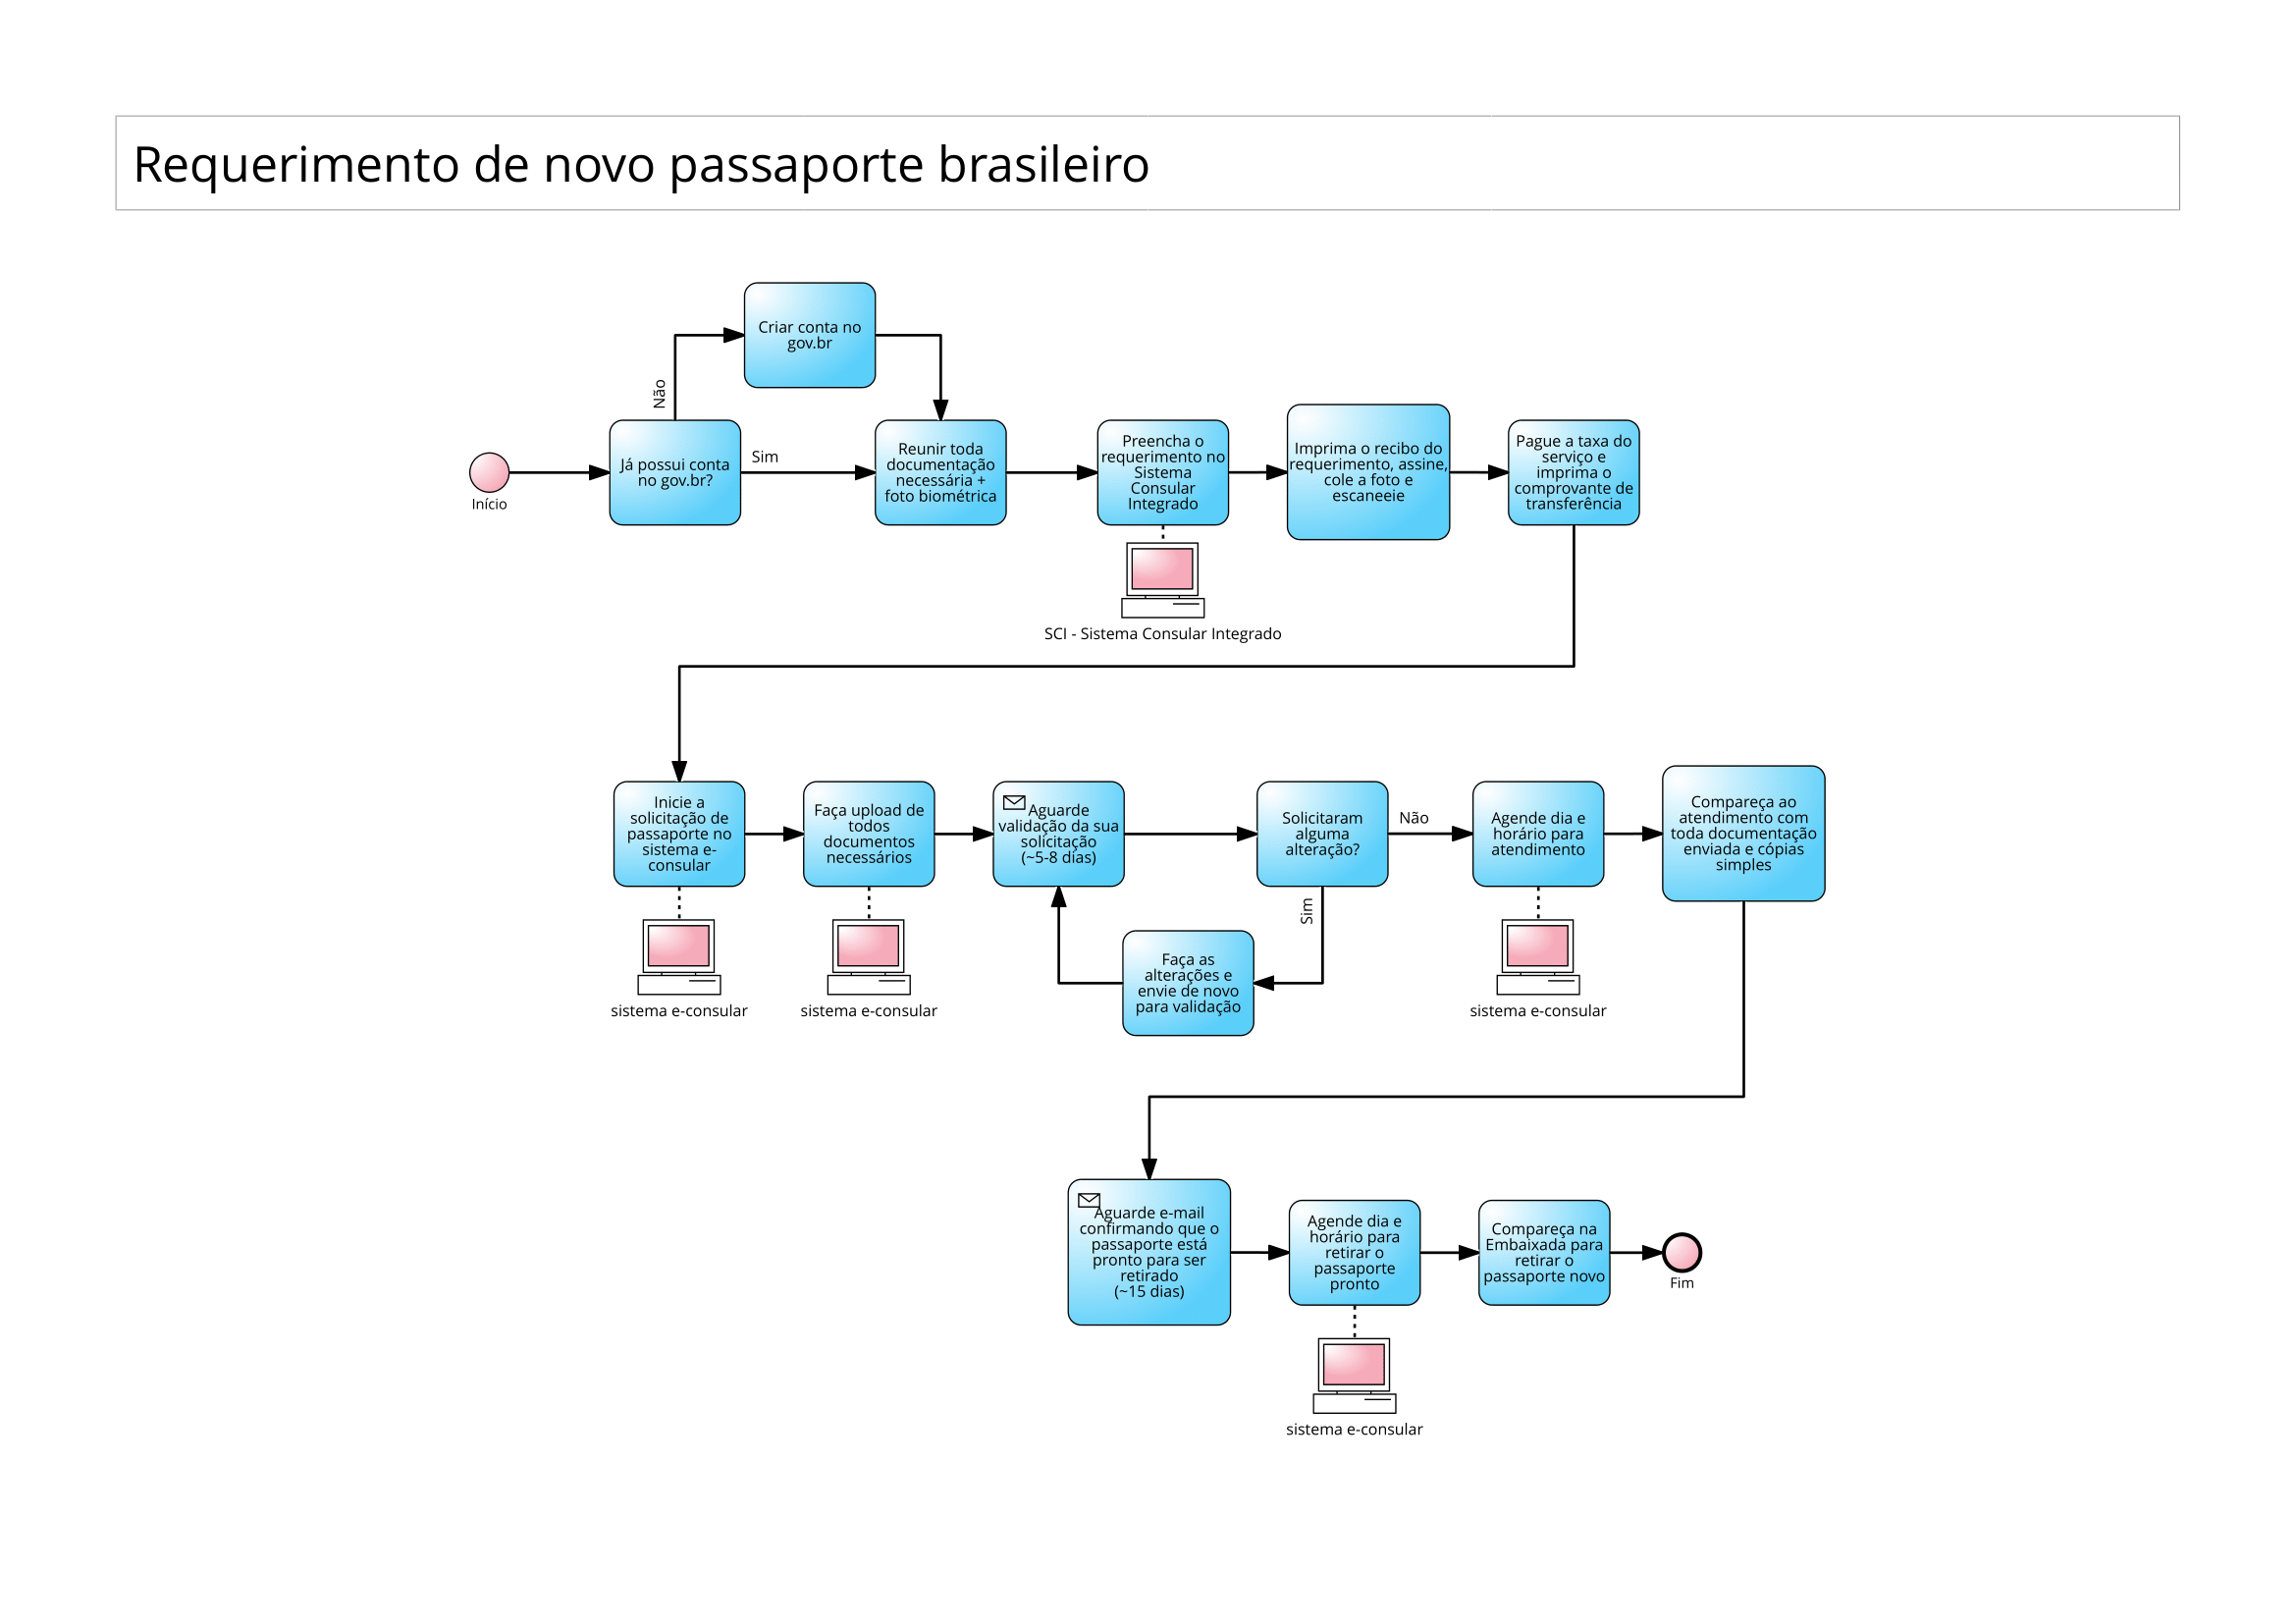 Requerimento de novo passaporte brasileiro
Criar conta no
gov.br
Não
Início
Já possui conta
no gov.br?
Sim
Reunir toda
documentação
necessária +
foto biométrica
Preencha o
requerimento no
Sistema
Consular
Integrado
SCI - Sistema Consular Integrado
Imprima o recibo do
requerimento, assine,
cole a foto e
escaneeie
Pague a taxa do
serviço e
imprima o
comprovante de
transferência
Inicie a
solicitação de
passaporte no
sistema e-
consular
sistema e-consular
Faça upload de
todos
documentos
necessários
sistema e-consular
Aguarde
validação da sua
solicitação
(~5-8 dias)
Solicitaram
alguma
alteração?
Não
Sim
Faça as
alterações e
envie de novo
para validação
Agende dia e
horário para
atendimento
sistema e-consular
Compareça ao
atendimento com
toda documentação
enviada e cópias
simples
Aguarde e-mail
confirmando que o
passaporte está
pronto para ser
retirado
(~15 dias)
Agende dia e
horário para
retirar o
passaporte
pronto
sistema e-consular
Compareça na
Embaixada para
retirar o
passaporte novo
Fim